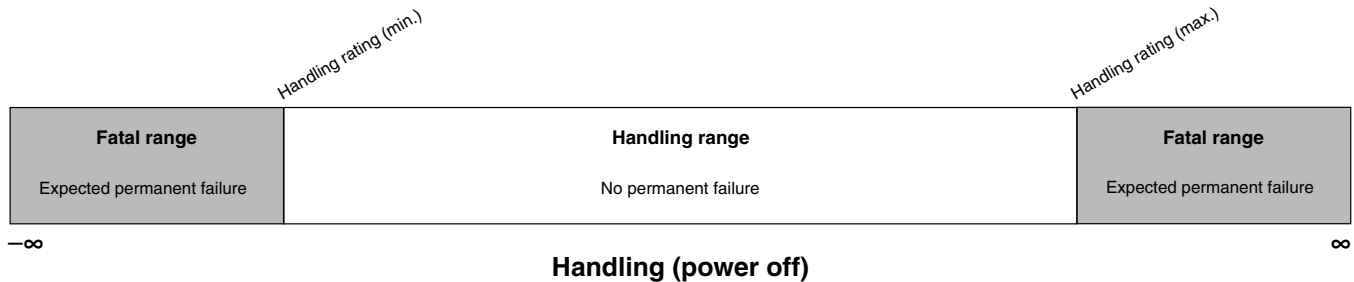 Handling rating (min.)
Handling rating (max.)
Fatal range
Handling range
Fatal range
Expected permanent failure
No permanent failure
Expected permanent failure
–∞
∞
Handling (power off)